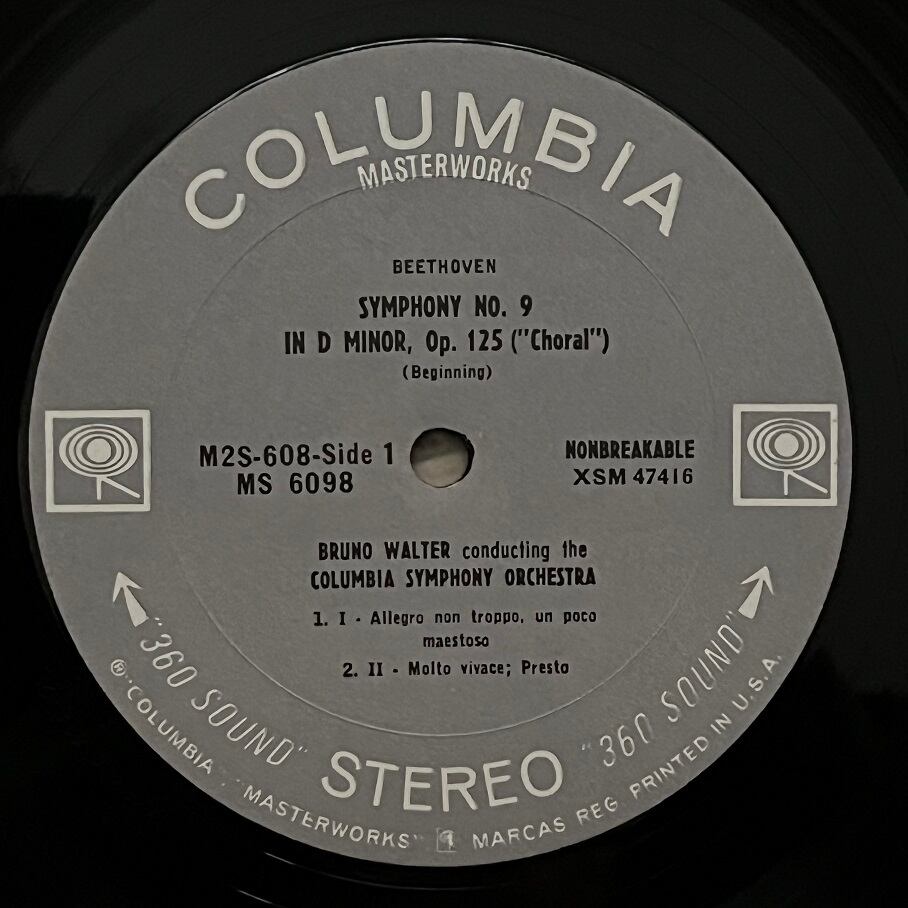 COLUMBIA
MASTERWORKS
BEETHOVEN
SYMPHONY NO. 9
IN D MINOR, Op. 125 ("Choral")
(Beginning)
M2S-608-Side 1
MS 6098
NONBREAKABLE
XSM 47416
BRUNO WALTER conducting the
COLUMBIA SYMPHONY ORCHESTRA
1. I - Allegro non troppo, un poco
maestoso
2. II - Molto vivace; Presto
"360 SOUND" STEREO "360 SOUND"
Ⓡ "COLUMBIA" "MASTERWORKS" MARCAS REG. PRINTED IN U.S.A.